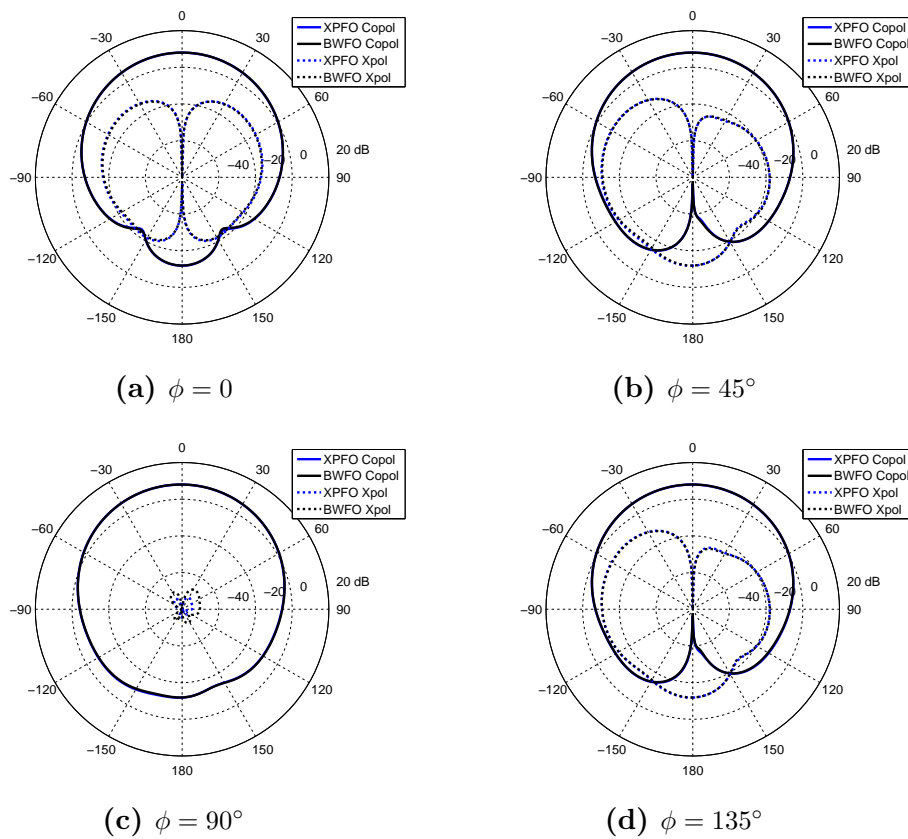 0
−30
30
−60
60
−90
90
−120
120
−150
150
180
−40
−20
0
20 dB
XPFO Copol
BWFO Copol
XPFO Xpol
BWFO Xpol
(a) ϕ = 0
0
−30
30
−60
60
−90
90
−120
120
−150
150
180
−40
−20
0
20 dB
XPFO Copol
BWFO Copol
XPFO Xpol
BWFO Xpol
(b) ϕ = 45°
0
−30
30
−60
60
−90
90
−120
120
−150
150
180
−40
−20
0
20 dB
XPFO Copol
BWFO Copol
XPFO Xpol
BWFO Xpol
(c) ϕ = 90°
0
−30
30
−60
60
−90
90
−120
120
−150
150
180
−40
−20
0
20 dB
XPFO Copol
BWFO Copol
XPFO Xpol
BWFO Xpol
(d) ϕ = 135°